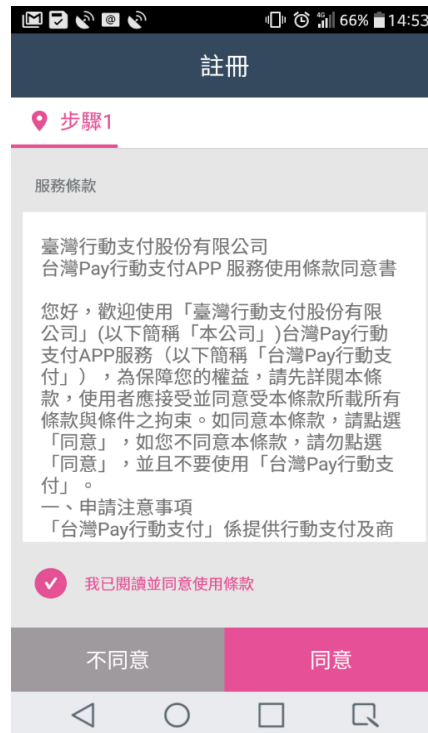 66% 14:53
註冊
步驟1
服務條款
臺灣行動支付股份有限公司
台灣Pay行動支付APP 服務使用條款同意書
您好，歡迎使用「臺灣行動支付股份有限
公司」(以下簡稱「本公司」)台灣Pay行動
支付APP服務（以下簡稱「台灣Pay行動支
付」），為保障您的權益，請先詳閱本條
款，使用者應接受並同意受本條款所載所有
條款與條件之拘束。如同意本條款，請點選
「同意」，如您不同意本條款，請勿點選
「同意」，並且不要使用「台灣Pay行動支
付」。
一、申請注意事項
「台灣Pay行動支付」係提供行動支付及商
我已閱讀並同意使用條款
不同意 同意